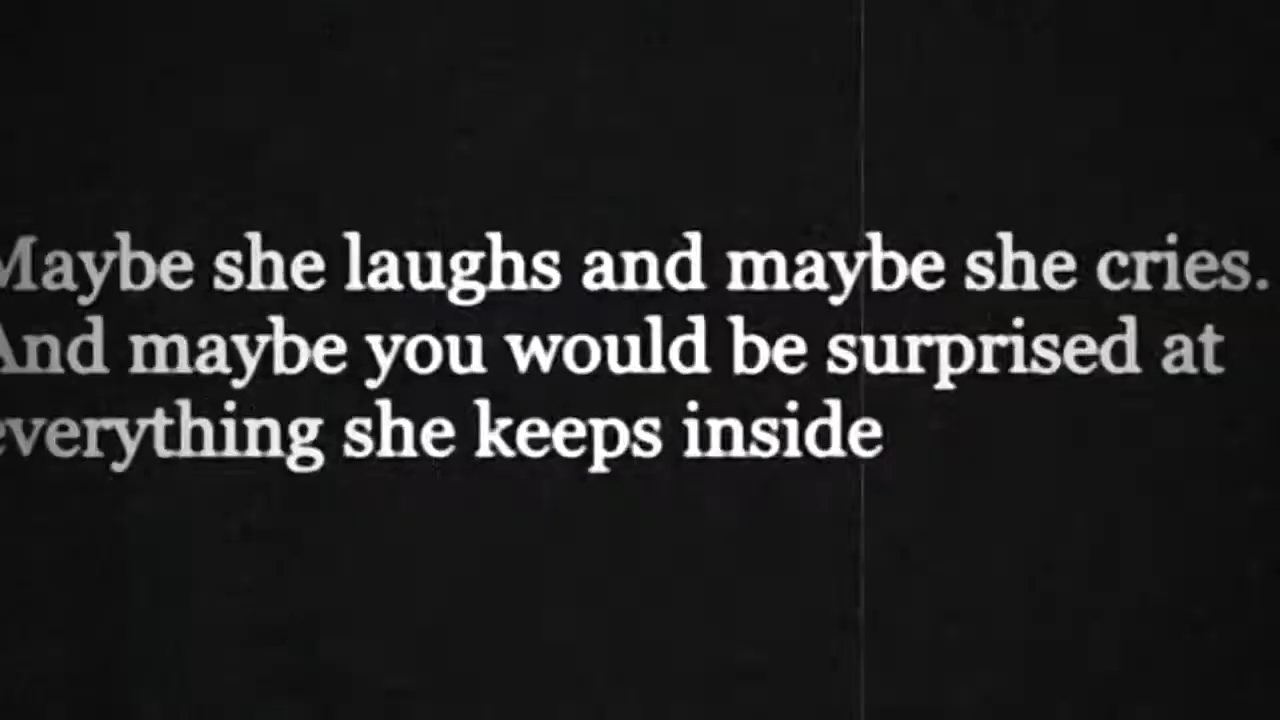 Maybe she laughs and maybe she cries.
And maybe you would be surprised at
everything she keeps inside